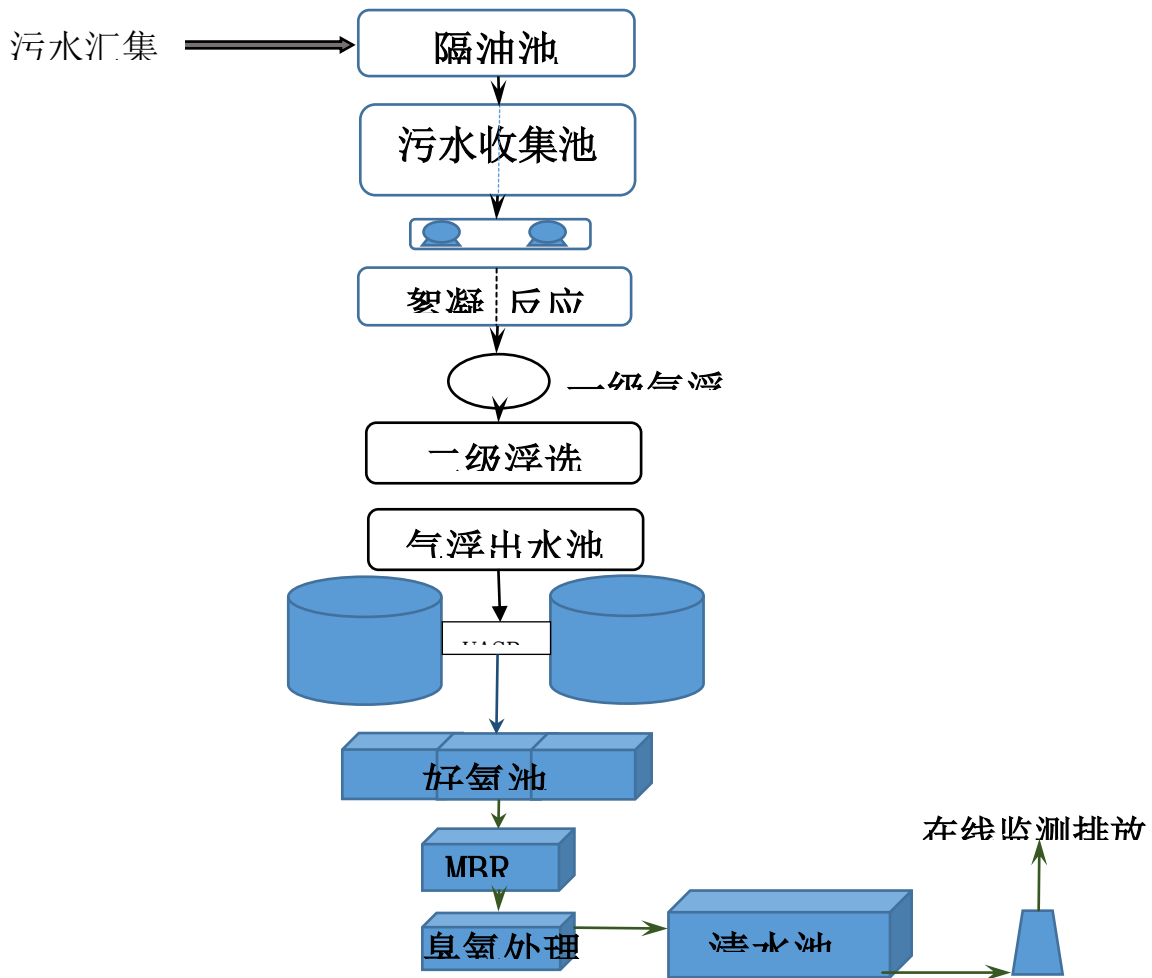 污水汇集
隔油池
污水收集池
絮凝 反应
一级气浮
二级浮选
气浮出水池
UASB
好氧池
MBR
臭氧处理
清水池
在线监测排放